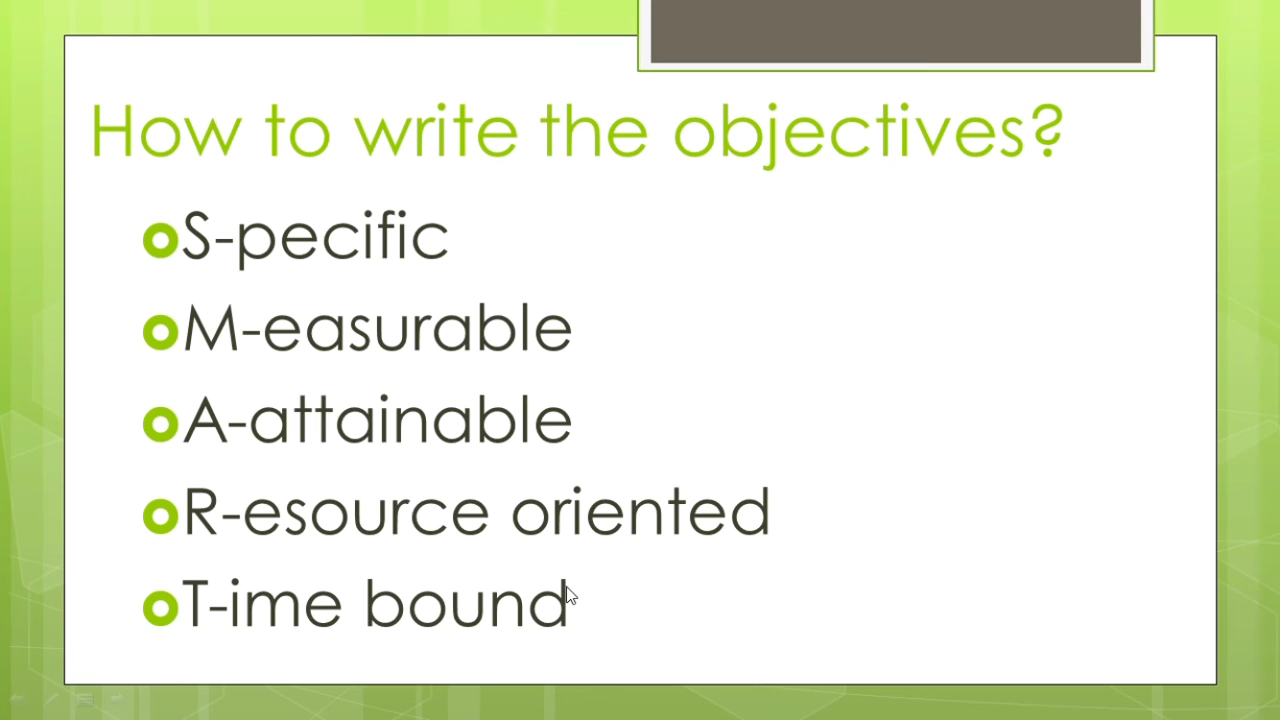 How to write the objectives?
S-pecific
M-easurable
A-attainable
R-esource oriented
T-ime bound